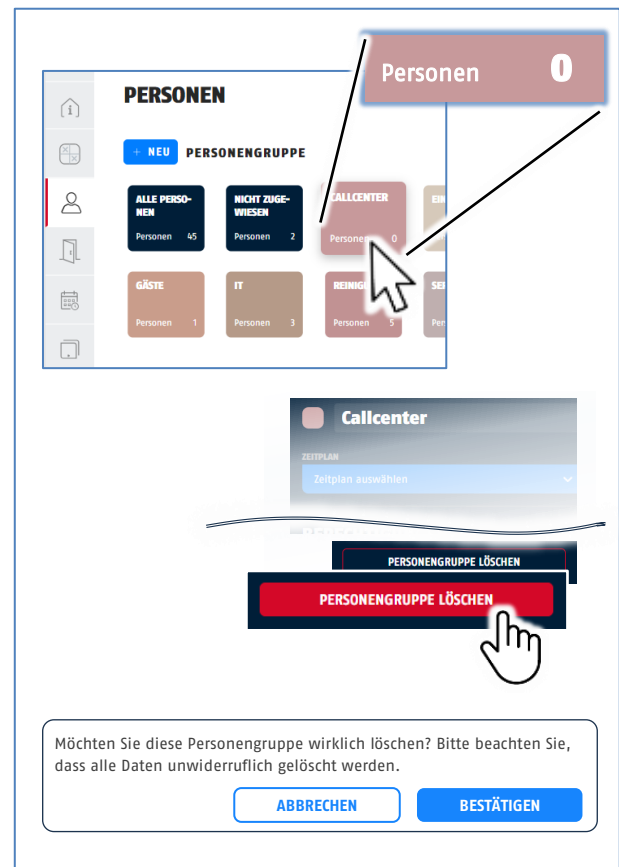 Personen 0
PERSONEN
+ NEU PERSONENGRUPPE
ALLE PERSO-
NEN
Personen 45
NICHT ZUGE-
WIESEN
Personen 2
CALLCENTER
Personen 0
GÄSTE
Personen 1
IT
Personen 3
Personen 5
Callcenter
ZEITPLAN
Zeitplan auswählen
PERSONENGRUPPE LÖSCHEN
PERSONENGRUPPE LÖSCHEN
Möchten Sie diese Personengruppe wirklich löschen? Bitte beachten Sie,
dass alle Daten unwiderruflich gelöscht werden.
ABBRECHEN
BESTÄTIGEN